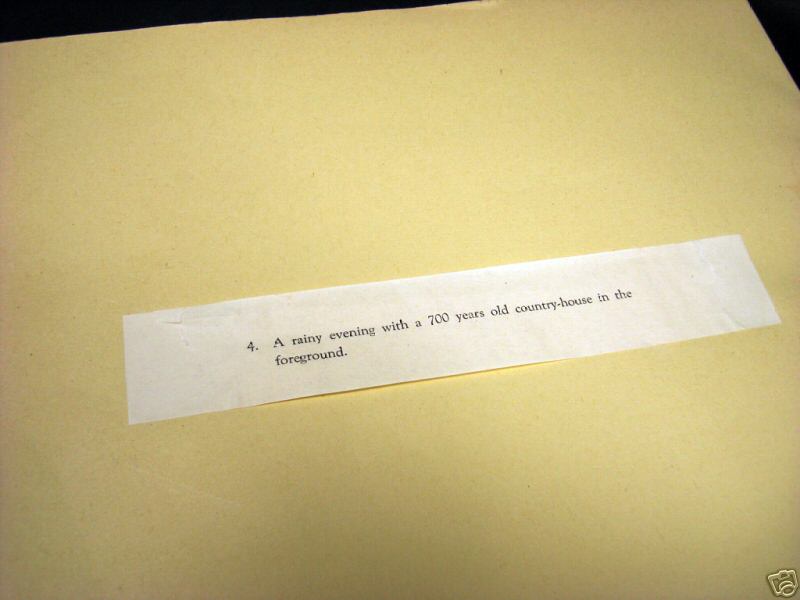 4. A rainy evening with a 700 years old country-house in the
foreground.